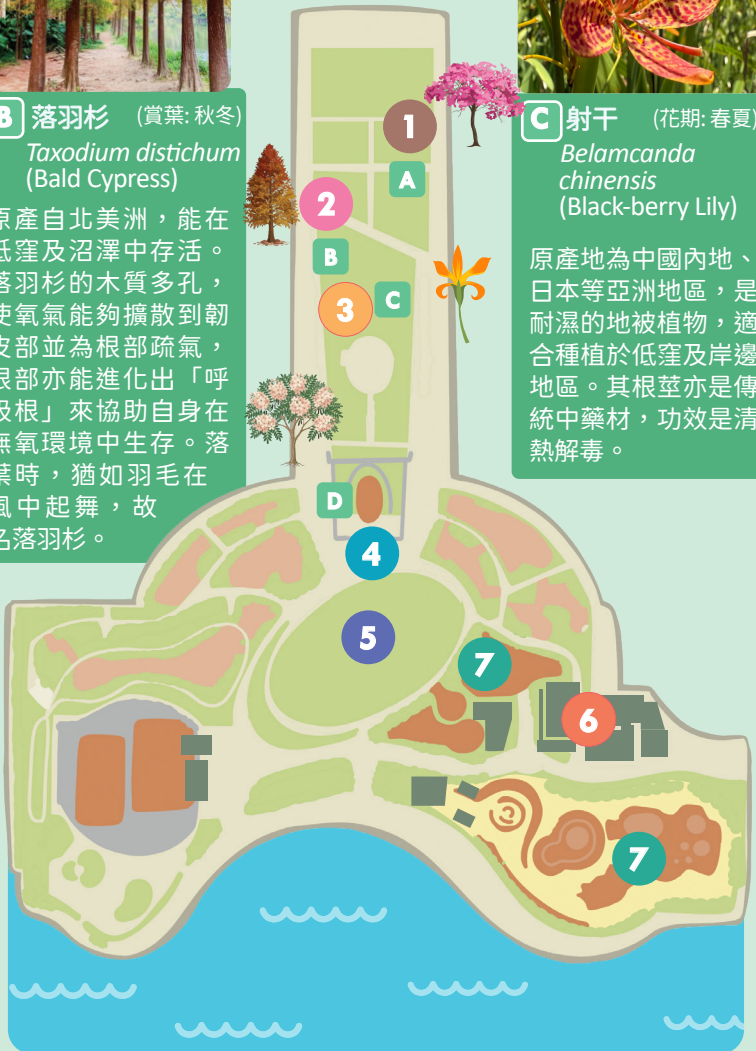 B 落羽杉 (賞葉: 秋冬)
Taxodium distichum
(Bald Cypress)
原產自北美洲，能在
低窪及沼澤中存活。
落羽杉的木質多孔，
使氧氣能夠擴散到韌
皮部並為根部疏氣，
根部亦能進化出「呼
吸根」來協助自身在
無氧環境中生存。落
葉時，猶如羽毛在
風中起舞，故
名落羽杉。
C 射干 (花期: 春夏)
Belamcanda
chinensis
(Black-berry Lily)
原產地為中國內地、
日本等亞洲地區，是
耐濕的地被植物，適
合種植於低窪及岸邊
地區。其根莖亦是傳
統中藥材，功效是清
熱解毒。
1
A
2
B
3
C
D
4
5
7
6
7